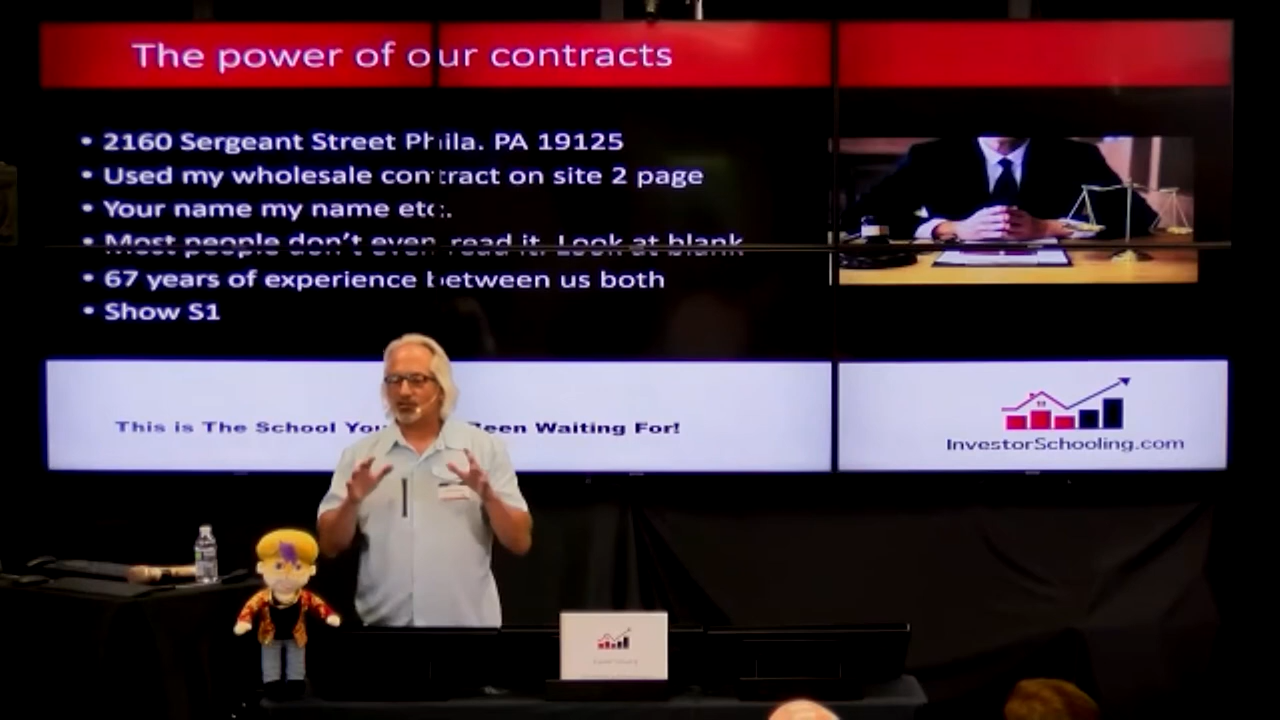 The power of our contracts
• 2160 Sergeant Street Phila. PA 19125
• Used my wholesale contract on site 2 page
• Your name my name etc.
• Most people don't even read it. Look at blank
• 67 years of experience between us both
• Show S1
This is The School You Been Waiting For!
InvestorSchooling.com